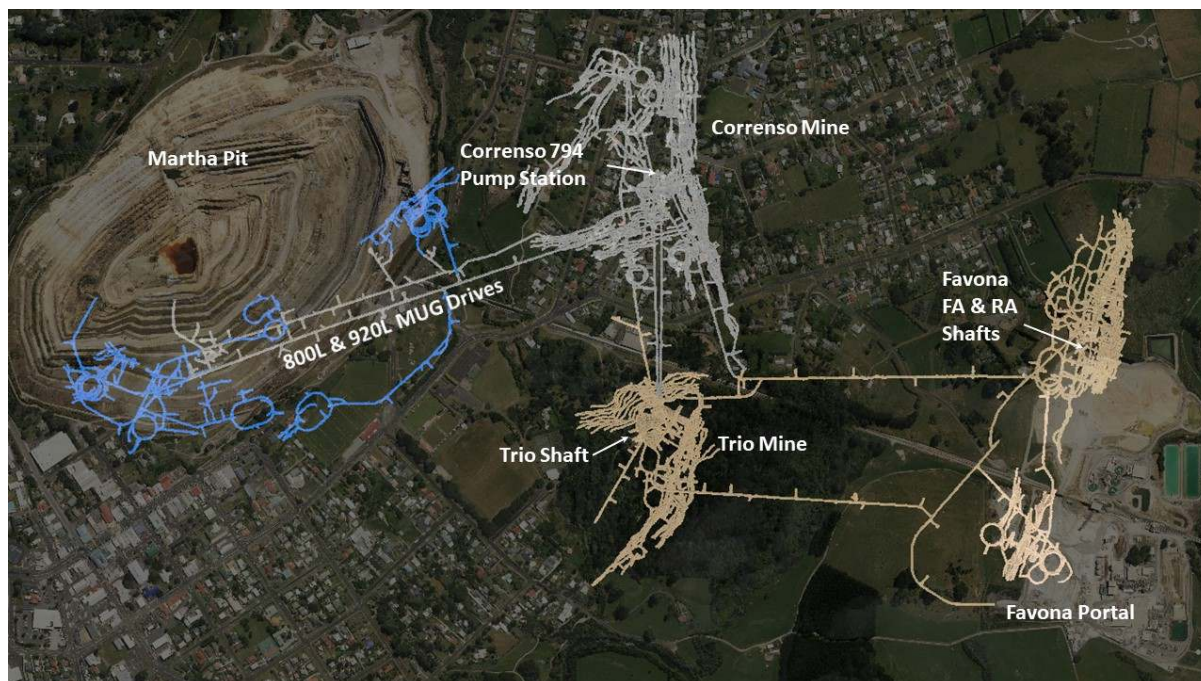 Martha Pit
Correnso Mine
Correnso 794
Pump Station
800L & 920L MUG Drives
Favona
FA & RA
Shafts
Trio Shaft
Trio Mine
Favona Portal